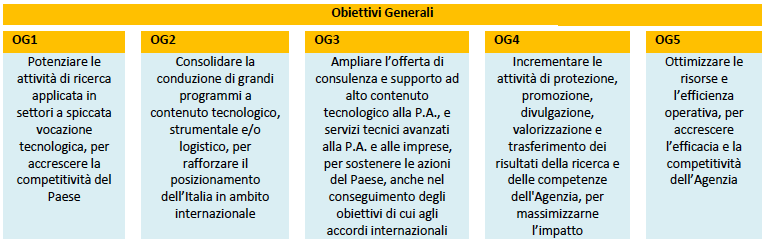 Obiettivi Generali
OG1
Potenziare le
attività di ricerca
applicata in
settori a spiccata
vocazione
tecnologica, per
accrescere la
competitività del
Paese
OG2
Consolidare la
conduzione di grandi
programmi a
contenuto tecnologico,
strumentale e/o
logistico, per
rafforzare il
posizionamento
dell’Italia in ambito
internazionale
OG3
Ampliare l’offerta di
consulenza e supporto ad
alto contenuto
tecnologico alla P.A., e
servizi tecnici avanzati
alla P.A. e alle imprese,
per sostenere le azioni
del Paese, anche nel
conseguimento degli
obiettivi di cui agli
accordi internazionali
OG4
Incrementare le
attività di protezione,
promozione,
divulgazione,
valorizzazione e
trasferimento dei
risultati della ricerca e
delle competenze
dell'Agenzia, per
massimizzarne
l’impatto
OG5
Ottimizzare le
risorse e
l’efficienza
operativa, per
accrescere
l’efficacia e la
competitività
dell’Agenzia